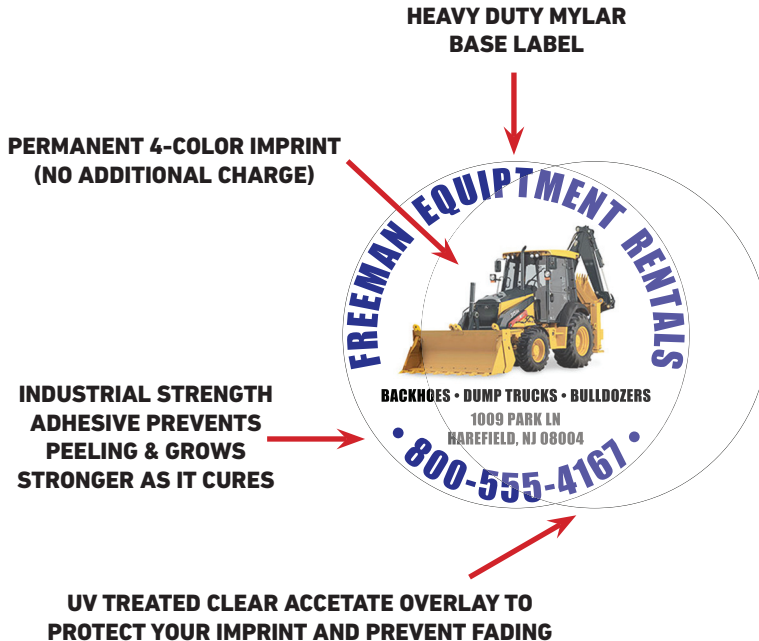 HEAVY DUTY MYLAR
BASE LABEL
PERMANENT 4-COLOR IMPRINT
(NO ADDITIONAL CHARGE)
FREEMAN EQUIPTMENT RENTALS
BACKHOES • DUMP TRUCKS • BULLDOZERS
1009 PARK LN
HAREFIELD, NJ 08004
• 800-555-4167 •
INDUSTRIAL STRENGTH
ADHESIVE PREVENTS
PEELING & GROWS
STRONGER AS IT CURES
UV TREATED CLEAR ACCETATE OVERLAY TO
PROTECT YOUR IMPRINT AND PREVENT FADING